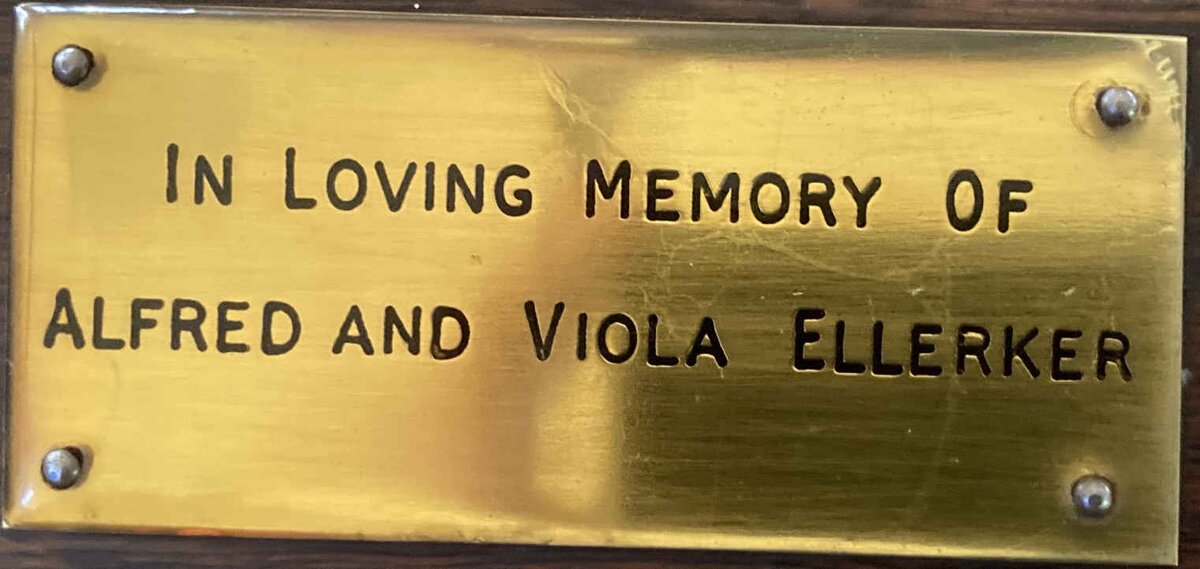 IN LOVING MEMORY OF
ALFRED AND VIOLA ELLERKER